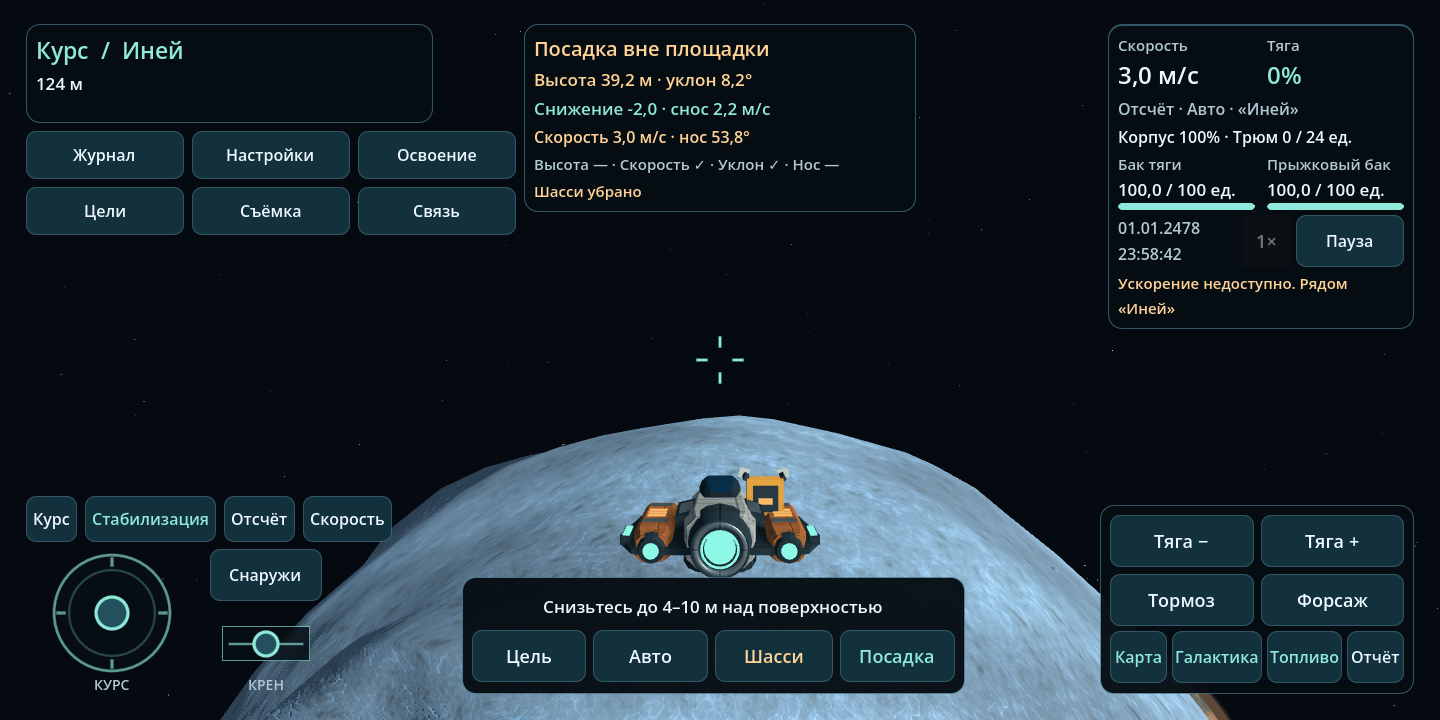 Курс / Иней
124 м
Журнал
Настройки
Освоение
Цели
Съёмка
Связь
Посадка вне площадки
Высота 39,2 м · уклон 8,2°
Снижение -2,0 · снос 2,2 м/с
Скорость 3,0 м/с · нос 53,8°
Высота — · Скорость ✓ · Уклон ✓ · Нос —
Шасси убрано
Скорость
Тяга
3,0 м/с
0%
Отсчёт · Авто · «Иней»
Корпус 100% · Трюм 0 / 24 ед.
Бак тяги
Прыжковый бак
100,0 / 100 ед.
100,0 / 100 ед.
01.01.2478
23:58:42
1×
Пауза
Ускорение недоступно. Рядом
«Иней»
Курс
Стабилизация
Отсчёт
Скорость
Снаружи
КУРС
КРЕН
Снизьтесь до 4–10 м над поверхностью
Цель
Авто
Шасси
Посадка
Тяга −
Тяга +
Тормоз
Форсаж
Карта
Галактика
Топливо
Отчёт